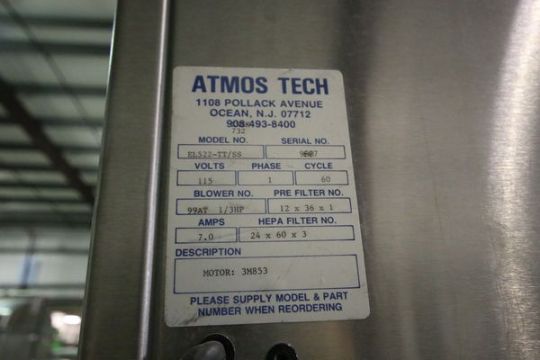 ATMOS TECH
1108 POLLACK AVENUE
OCEAN, N.J. 07712
908-493-8400
732
MODEL NO. SERIAL NO.
EL522-TT/SS
VOLTS PHASE CYCLE
115 1 60
BLOWER NO. PRE FILTER NO.
99AT 1/3HP 12 x 36 x 1
AMPS HEPA FILTER NO.
7.0 24 x 60 x 3
DESCRIPTION
MOTOR: 3M853
PLEASE SUPPLY MODEL & PART
NUMBER WHEN REORDERING